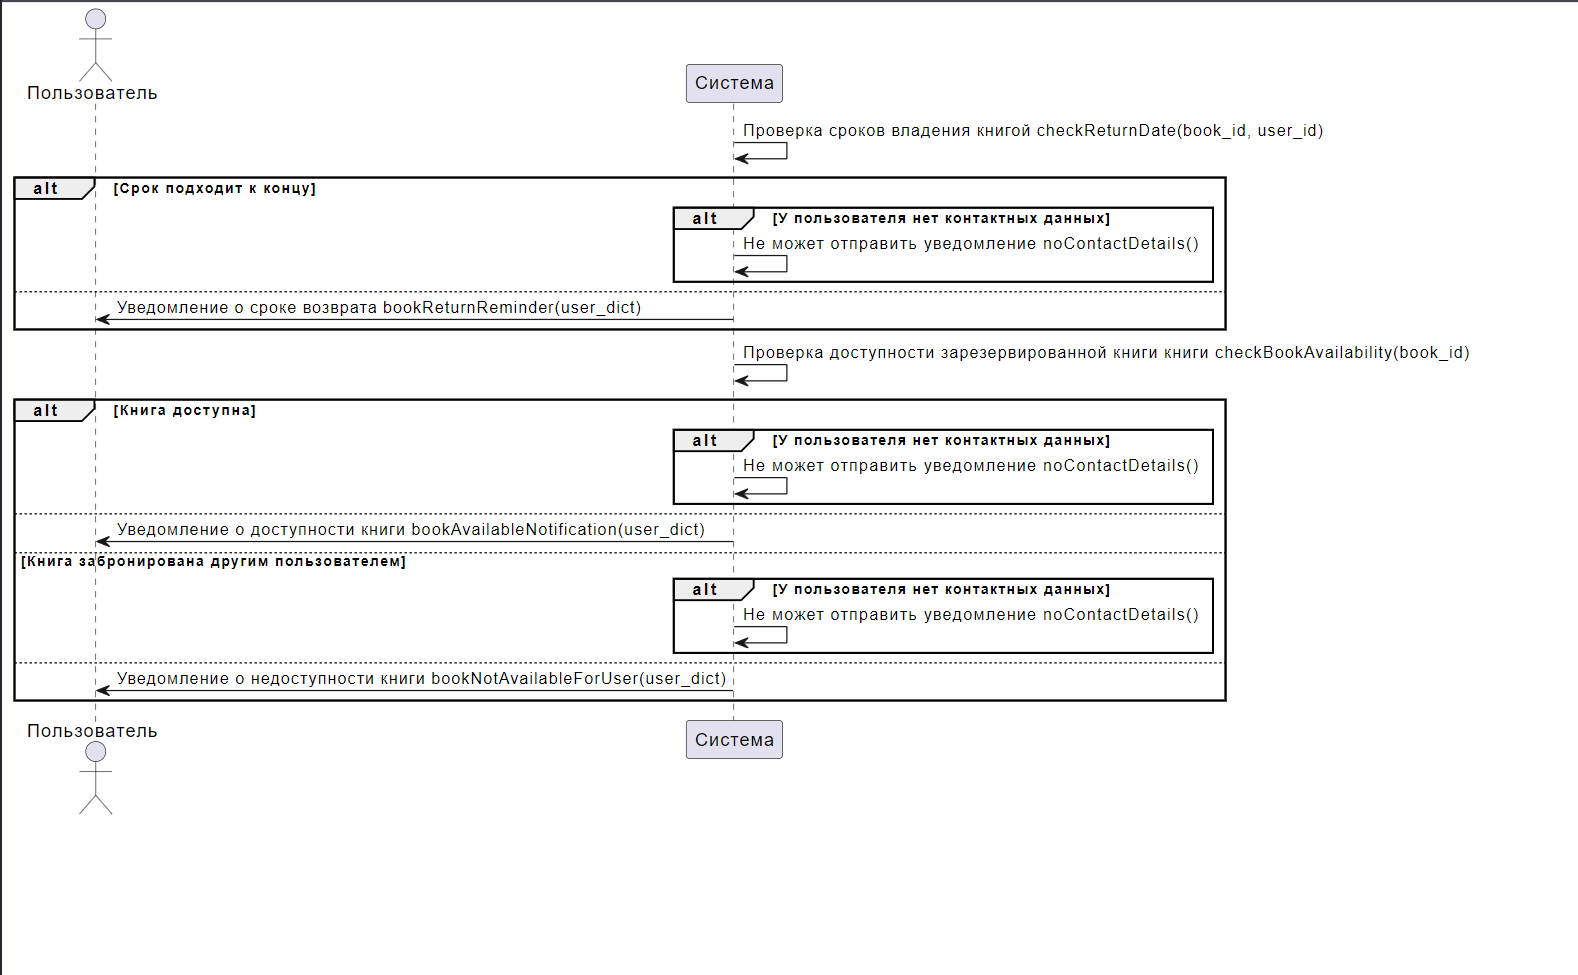 Пользователь
Система
Проверка сроков владения книгой checkReturnDate(book_id, user_id)
alt [Срок подходит к концу]
alt [У пользователя нет контактных данных]
Не может отправить уведомление noContactDetails()
Уведомление о сроке возврата bookReturnReminder(user_dict)
Проверка доступности зарезервированной книги книги checkBookAvailability(book_id)
alt [Книга доступна]
alt [У пользователя нет контактных данных]
Не может отправить уведомление noContactDetails()
Уведомление о доступности книги bookAvailableNotification(user_dict)
[Книга забронирована другим пользователем]
alt [У пользователя нет контактных данных]
Не может отправить уведомление noContactDetails()
Уведомление о недоступности книги bookNotAvailableForUser(user_dict)
Пользователь
Система